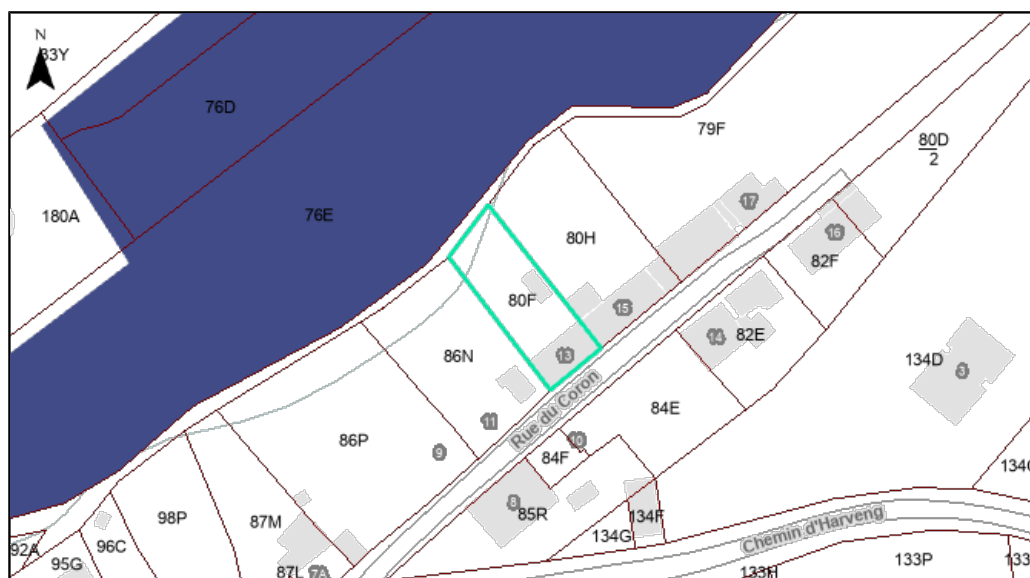 N
33Y
76D
79F
80D
2
180A
76E
17
80H
16
82F
80F
15
14
82E
13
86N
134D
3
Rue du Coron
11
84E
86P
9
10
84F
8
85R
98P
87M
134F
Chemin d'Harveng
134G
92A
96C
95G
87L
7A
133H
133P
133